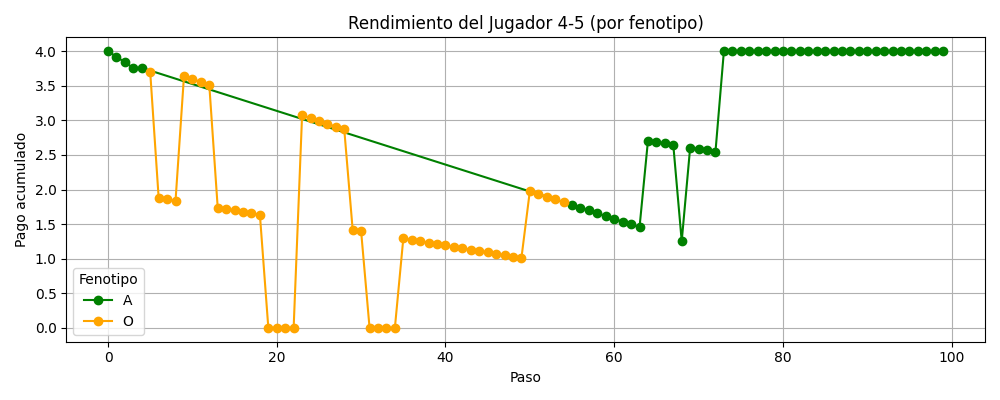 Rendimiento del Jugador 4-5 (por fenotipo)
Pago acumulado
4.0
3.5
3.0
2.5
2.0
1.5
1.0
0.5
0.0
Fenotipo
A
O
0 20 40 60 80 100
Paso